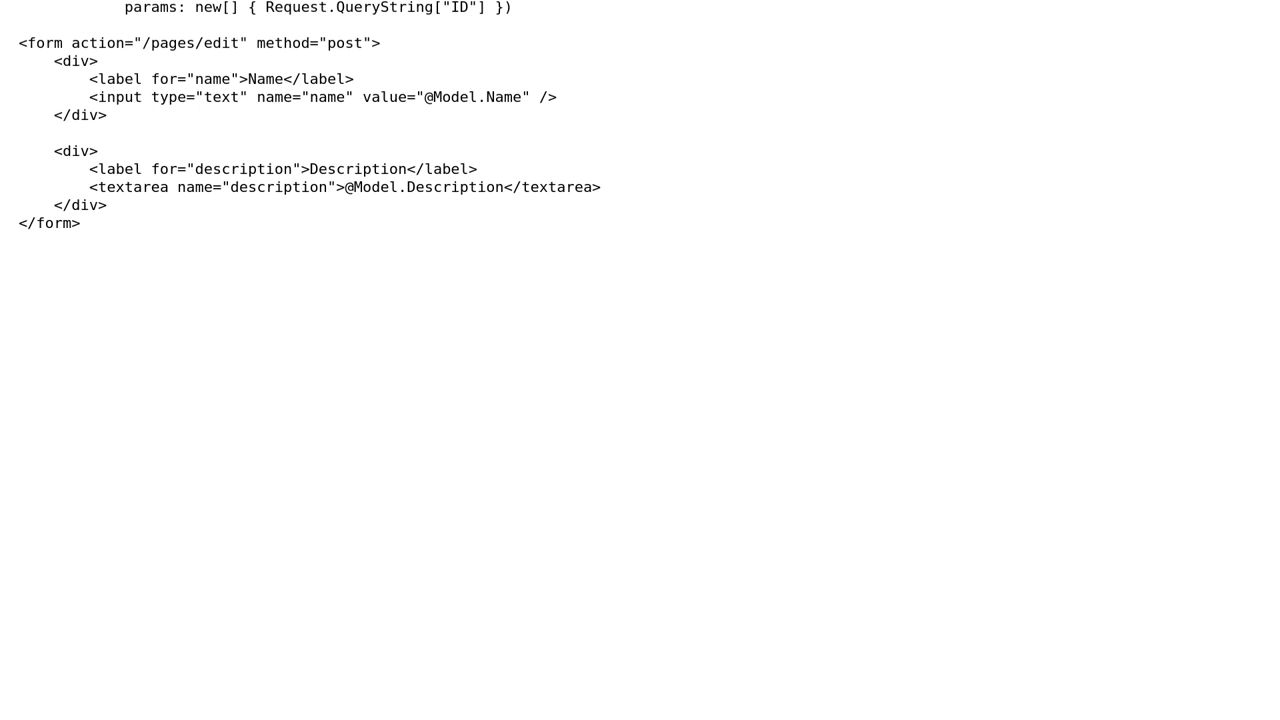 params: new[] { Request.QueryString["ID"] })

<form action="/pages/edit" method="post">
    <div>
        <label for="name">Name</label>
        <input type="text" name="name" value="@Model.Name" />
    </div>

    <div>
        <label for="description">Description</label>
        <textarea name="description">@Model.Description</textarea>
    </div>
</form>